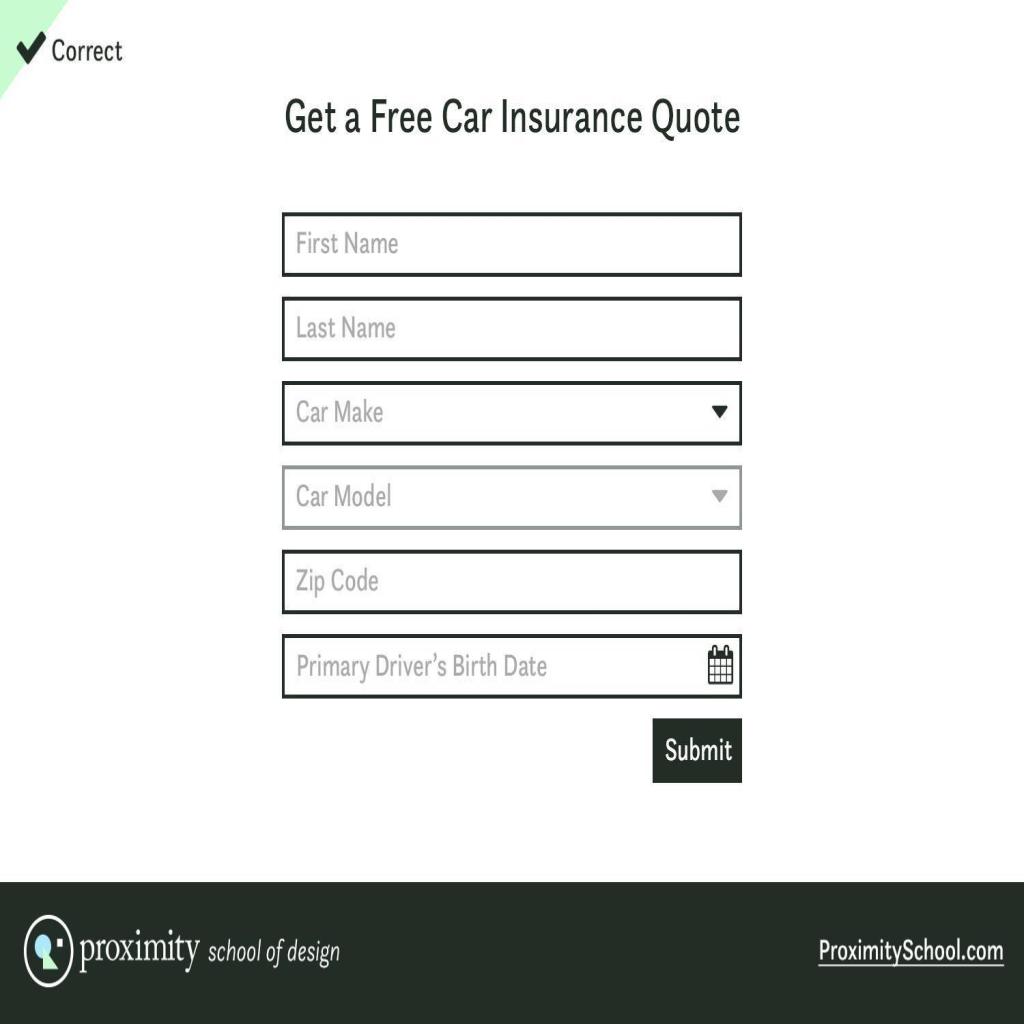 Correct
Get a Free Car Insurance Quote
First Name
Last Name
Car Make
Car Model
Zip Code
Primary Driver’s Birth Date
Submit
proximity school of design
ProximitySchool.com